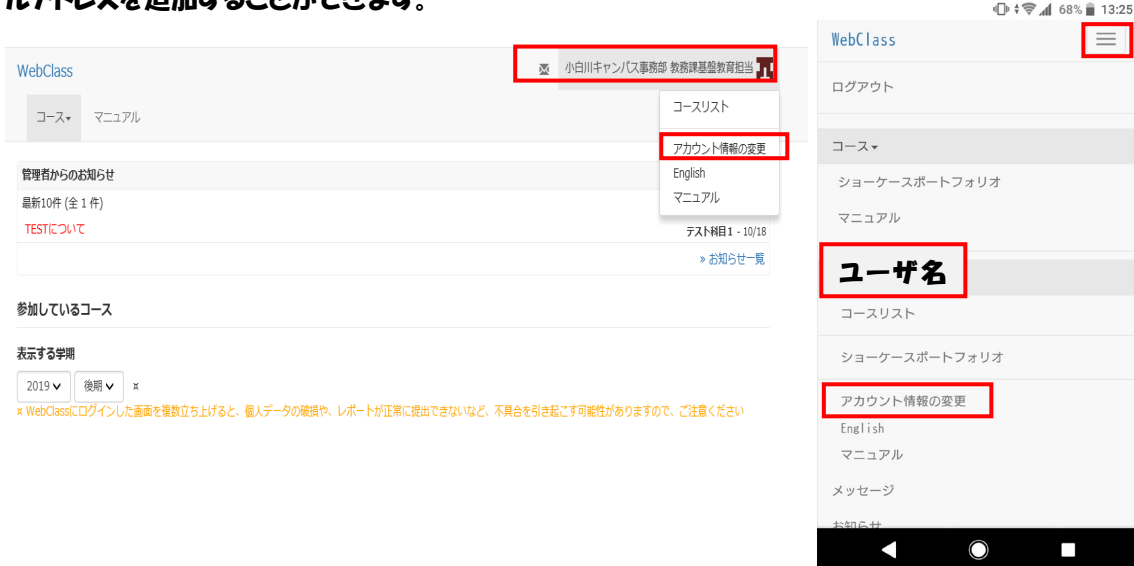 ルアドレスを追加することができます。
WebClass
小白川キャンパス事務部 教務課基盤教育担当
コース▾ マニュアル
コースリスト
アカウント情報の変更
English
マニュアル
管理者からのお知らせ
最新10件 (全 1 件)
TESTについて
テスト科目1 - 10/18
» お知らせ一覧
参加しているコース
表示する学期
2019 後期 ¤
¤ WebClassにログインした画面を複数立ち上げると、個人データの破損や、レポートが正常に提出できないなど、不具合を引き起こす可能性がありますので、ご注意ください
68% 13:25
WebClass
ログアウト
コース▾
ショーケースポートフォリオ
マニュアル
ユーザ名
コースリスト
ショーケースポートフォリオ
アカウント情報の変更
English
マニュアル
メッセージ
お知らせ